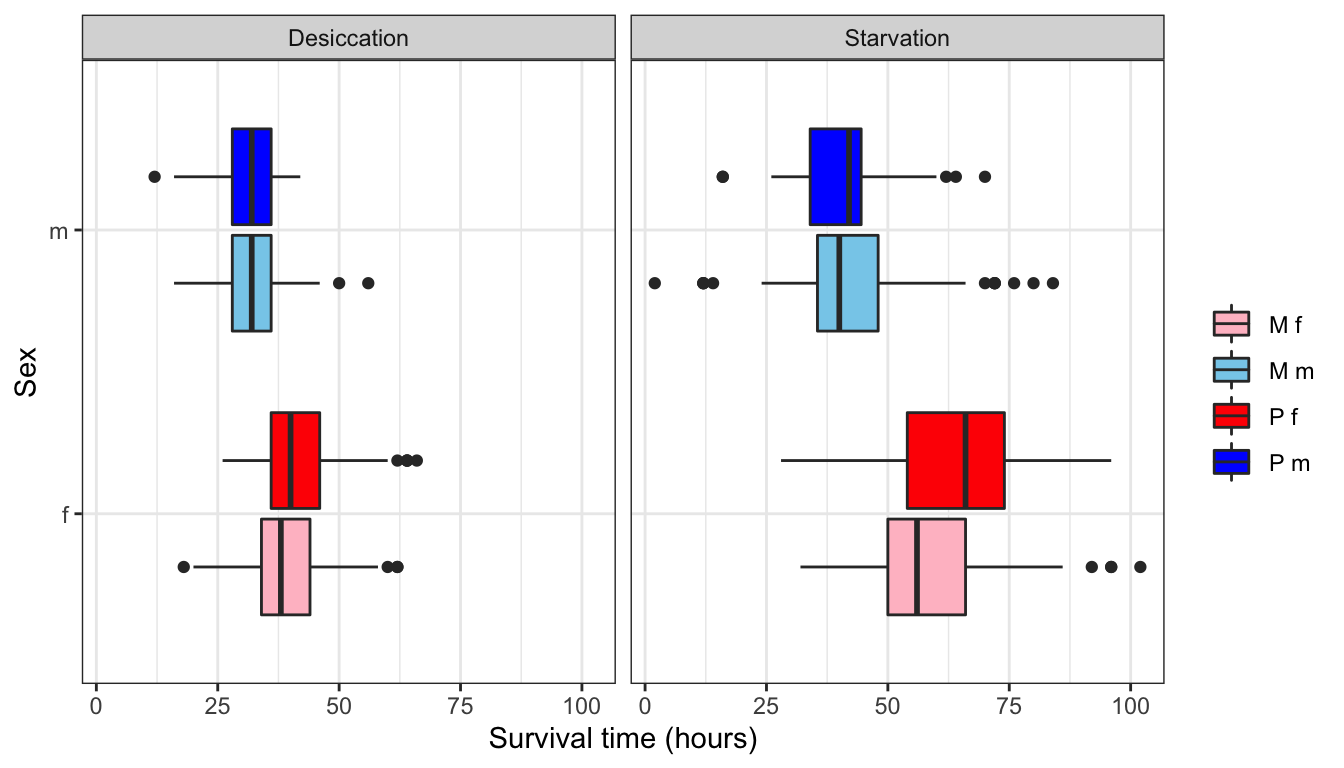 Desiccation
Starvation
Sex
m
f
M f
M m
P f
P m
0 25 50 75 100
0 25 50 75 100
Survival time (hours)